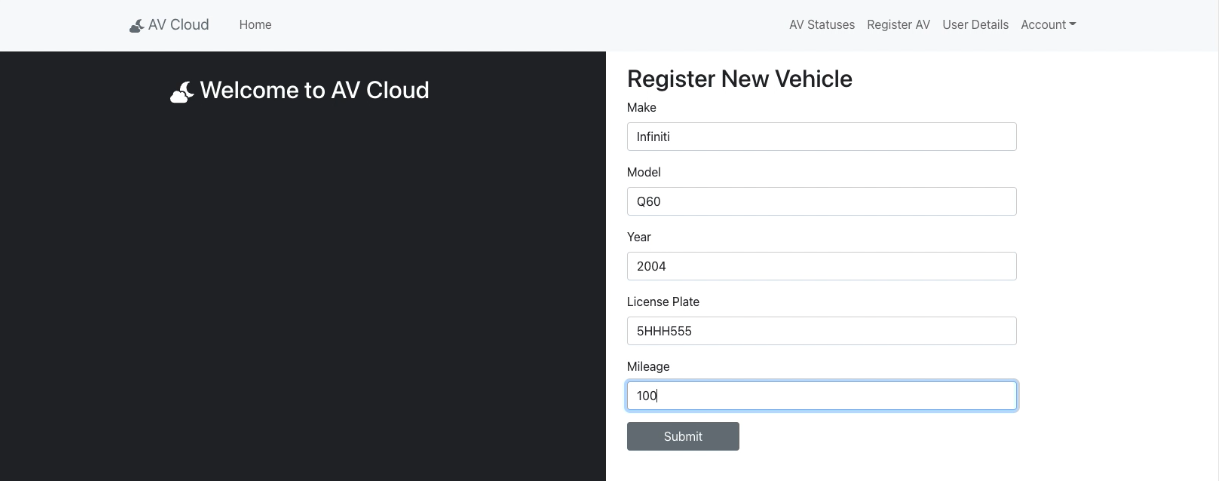 AV Cloud Home AV Statuses Register AV User Details Account
Welcome to AV Cloud
Register New Vehicle
Make
Infiniti
Model
Q60
Year
2004
License Plate
5HHH555
Mileage
100
Submit